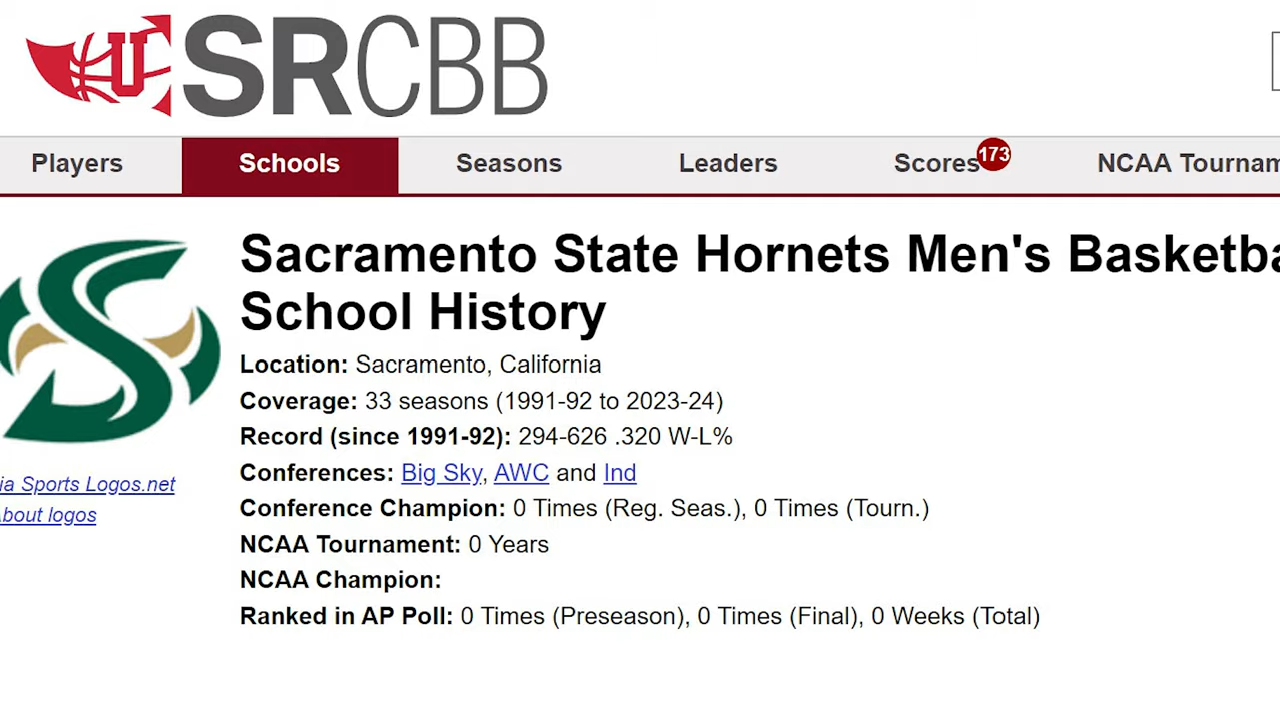 SRCBB
Players Schools Seasons Leaders Scores 173 NCAA Tournam
Sacramento State Hornets Men's Basketba
School History
Location: Sacramento, California
Coverage: 33 seasons (1991-92 to 2023-24)
Record (since 1991-92): 294-626 .320 W-L%
Conferences: Big Sky, AWC and Ind
Conference Champion: 0 Times (Reg. Seas.), 0 Times (Tourn.)
NCAA Tournament: 0 Years
NCAA Champion:
Ranked in AP Poll: 0 Times (Preseason), 0 Times (Final), 0 Weeks (Total)
ia Sports Logos.net
About logos